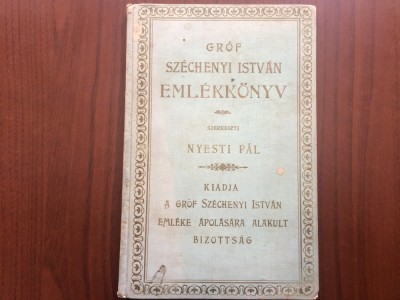 GRÓF
SZÉCHENYI ISTVÁN
EMLÉKKÖNYV
SZERKESZTI
NYESTI PÁL
KIADJA
A GRÓF SZÉCHENYI ISTVÁN
EMLÉKE ÁPOLÁSÁRA ALAKULT
BIZOTTSÁG